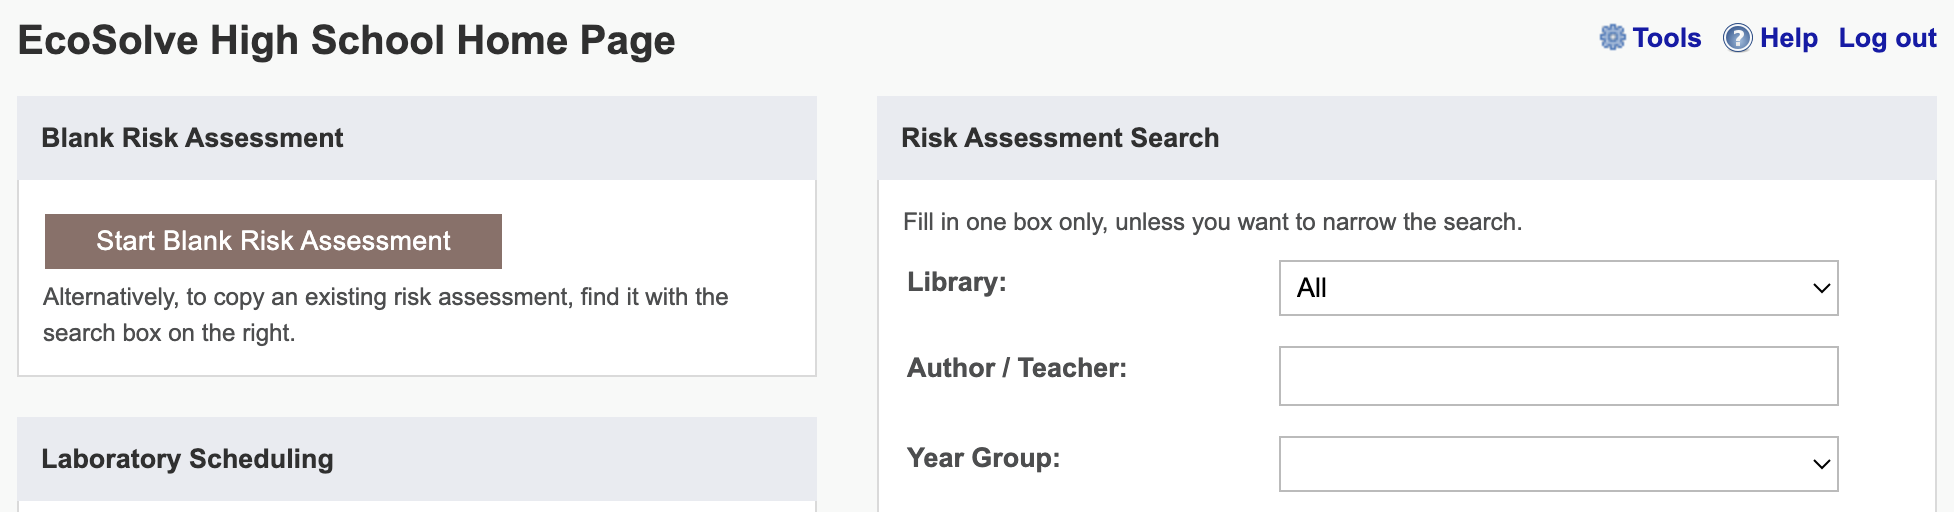 EcoSolve High School Home Page
Tools Help Log out
Blank Risk Assessment
Start Blank Risk Assessment
Alternatively, to copy an existing risk assessment, find it with the
search box on the right.
Laboratory Scheduling
Risk Assessment Search
Fill in one box only, unless you want to narrow the search.
Library: All
Author / Teacher:
Year Group: